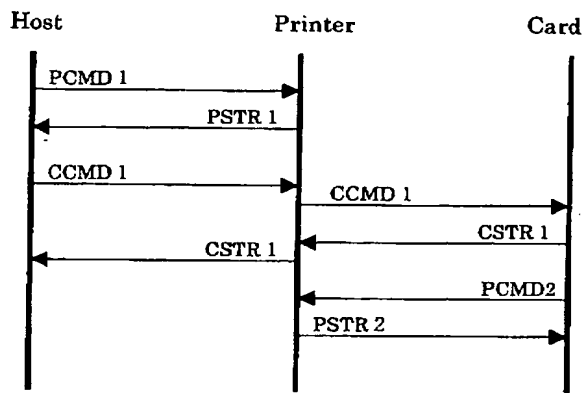 Host Printer Card
PCMD 1
PSTR 1
CCMD 1
CCMD 1
CSTR 1
CSTR 1
PCMD2
PSTR 2